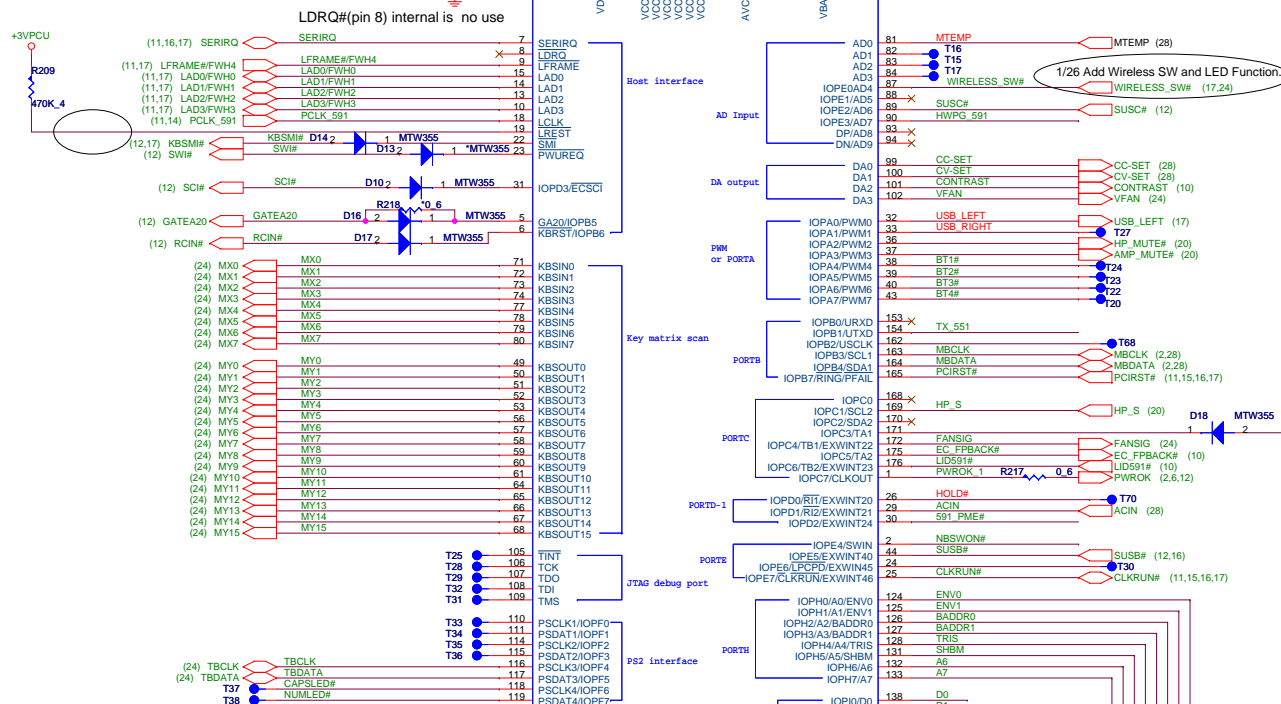 LDRQ#(pin 8) internal is no use
VD
VCC
VCC
VCC
VCC
VCC
AVC
VBA
+3VPCU
R209
470K_4
(11,16,17) SERIRQ SERIRQ 7 SERIRQ
8 LDRQ
(11,17) LFRAME#/FWH4 LFRAME#/FWH4 9 LFRAME
(11,17) LAD0/FWH0 LAD0/FWH0 15 LAD0
(11,17) LAD1/FWH1 LAD1/FWH1 14 LAD1
(11,17) LAD2/FWH2 LAD2/FWH2 13 LAD2
(11,17) LAD3/FWH3 LAD3/FWH3 10 LAD3
(11,14) PCLK_591 PCLK_591 18 LCLK
19 LREST
(12,17) KBSMI# KBSMI# D14 2 1 MTW355 22 SMI
(12) SWI# SWI# D13 2 1 *MTW355 23 PWUREQ
(12) SCI# SCI# D10 2 1 MTW355 31 IOPD3/ECSCI
R218 *0_6
(12) GATEA20 GATEA20 D16 2 1 MTW355 5 GA20/IOPB5
(12) RCIN# RCIN# D17 2 1 MTW355 6 KBRST/IOPB6
Host interface
(24) MX0 MX0 71 KBSIN0
(24) MX1 MX1 72 KBSIN1
(24) MX2 MX2 73 KBSIN2
(24) MX3 MX3 74 KBSIN3
(24) MX4 MX4 77 KBSIN4
(24) MX5 MX5 78 KBSIN5
(24) MX6 MX6 79 KBSIN6
(24) MX7 MX7 80 KBSIN7
Key matrix scan
(24) MY0 MY0 49 KBSOUT0
(24) MY1 MY1 50 KBSOUT1
(24) MY2 MY2 51 KBSOUT2
(24) MY3 MY3 52 KBSOUT3
(24) MY4 MY4 53 KBSOUT4
(24) MY5 MY5 56 KBSOUT5
(24) MY6 MY6 57 KBSOUT6
(24) MY7 MY7 58 KBSOUT7
(24) MY8 MY8 59 KBSOUT8
(24) MY9 MY9 60 KBSOUT9
(24) MY10 MY10 61 KBSOUT10
(24) MY11 MY11 64 KBSOUT11
(24) MY12 MY12 65 KBSOUT12
(24) MY13 MY13 66 KBSOUT13
(24) MY14 MY14 67 KBSOUT14
(24) MY15 MY15 68 KBSOUT15
T25 105 TINT
T28 106 TCK
T29 107 TDO
T32 108 TDI
T31 109 TMS
JTAG debug port
T33 110 PSCLK1/IOPF0
T34 111 PSDAT1/IOPF1
T35 114 PSCLK2/IOPF2
T36 115 PSDAT2/IOPF3
(24) TBCLK TBCLK 116 PSCLK3/IOPF4
(24) TBDATA TBDATA 117 PSDAT3/IOPF5
T37 CAPSLED# 118 PSCLK4/IOPF6
T38 NUMLED# 119 PSDAT4/IOPF7
PS2 interface
AD Input
AD0 81 MTEMP MTEMP (28)
AD1 82 T16
AD2 83 T15
AD3 84 T17
1/26 Add Wireless SW and LED Function.
IOPE0AD4 87 WIRELESS_SW# WIRELESS_SW# (17,24)
IOPE1/AD5 88
IOPE2/AD6 89 SUSC# SUSC# (12)
IOPE3/AD7 90 HWPG_591
DP/AD8 93
DN/AD9 94
DA output
DA0 99 CC-SET CC-SET (28)
DA1 100 CV-SET CV-SET (28)
DA2 101 CONTRAST CONTRAST (10)
DA3 102 VFAN VFAN (24)
PWM
or PORTA
IOPA0/PWM0 32 USB_LEFT USB_LEFT (17)
IOPA1/PWM1 33 USB_RIGHT T27
IOPA2/PWM2 36 HP_MUTE# (20)
IOPA3/PWM3 37 AMP_MUTE# (20)
IOPA4/PWM4 38 BT1# T24
IOPA5/PWM5 39 BT2# T23
IOPA6/PWM6 40 BT3# T22
IOPA7/PWM7 43 BT4# T20
PORTB
IOPB0/URXD 153
IOPB1/UTXD 154 TX_551
IOPB2/USCLK 162 T68
IOPB3/SCL1 163 MBCLK MBCLK (2,28)
IOPB4/SDA1 164 MBDATA MBDATA (2,28)
IOPB7/RING/PFAIL 165 PCIRST# PCIRST# (11,15,16,17)
PORTC
IOPC0 168
IOPC1/SCL2 169 HP_S HP_S (20)
IOPC2/SDA2 170
IOPC3/TA1 171 D18 1 2 MTW355
IOPC4/TB1/EXWINT22 172 FANSIG FANSIG (24)
IOPC5/TA2 175 EC_FPBACK# EC_FPBACK# (10)
IOPC6/TB2/EXWINT23 176 LID591# LID591# (10)
IOPC7/CLKOUT 1 PWROK_1 R217 0_6 PWROK (2,6,12)
PORTD-1
IOPD0/RI1/EXWINT20 26 HOLD# T70
IOPD1/RI2/EXWINT21 29 ACIN ACIN (28)
IOPD2/EXWINT24 30 591_PME#
PORTE
IOPE4/SWIN 2 NBSWON#
IOPE5/EXWINT40 44 SUSB# SUSB# (12,16)
IOPE6/LPCPD/EXWIN45 24 T30
IOPE7/CLKRUN/EXWINT46 25 CLKRUN# CLKRUN# (11,15,16,17)
PORTH
IOPH0/A0/ENV0 124 ENV0
IOPH1/A1/ENV1 125 ENV1
IOPH2/A2/BADDR0 126 BADDR0
IOPH3/A3/BADDR1 127 BADDR1
IOPH4/A4/TRIS 128 TRIS
IOPH5/A5/SHBM 131 SHBM
IOPH6/A6 132 A6
IOPH7/A7 133 A7
IOPI0/D0 138 D0